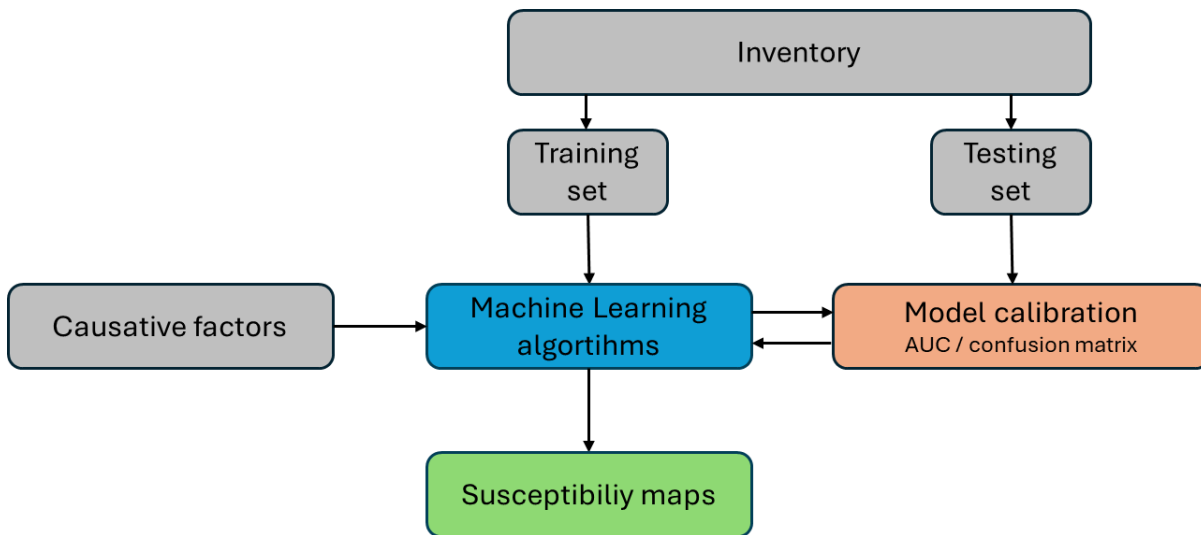 Inventory
Training
set
Testing
set
Causative factors
Machine Learning
algortihms
Model calibration
AUC / confusion matrix
Susceptibiliy maps